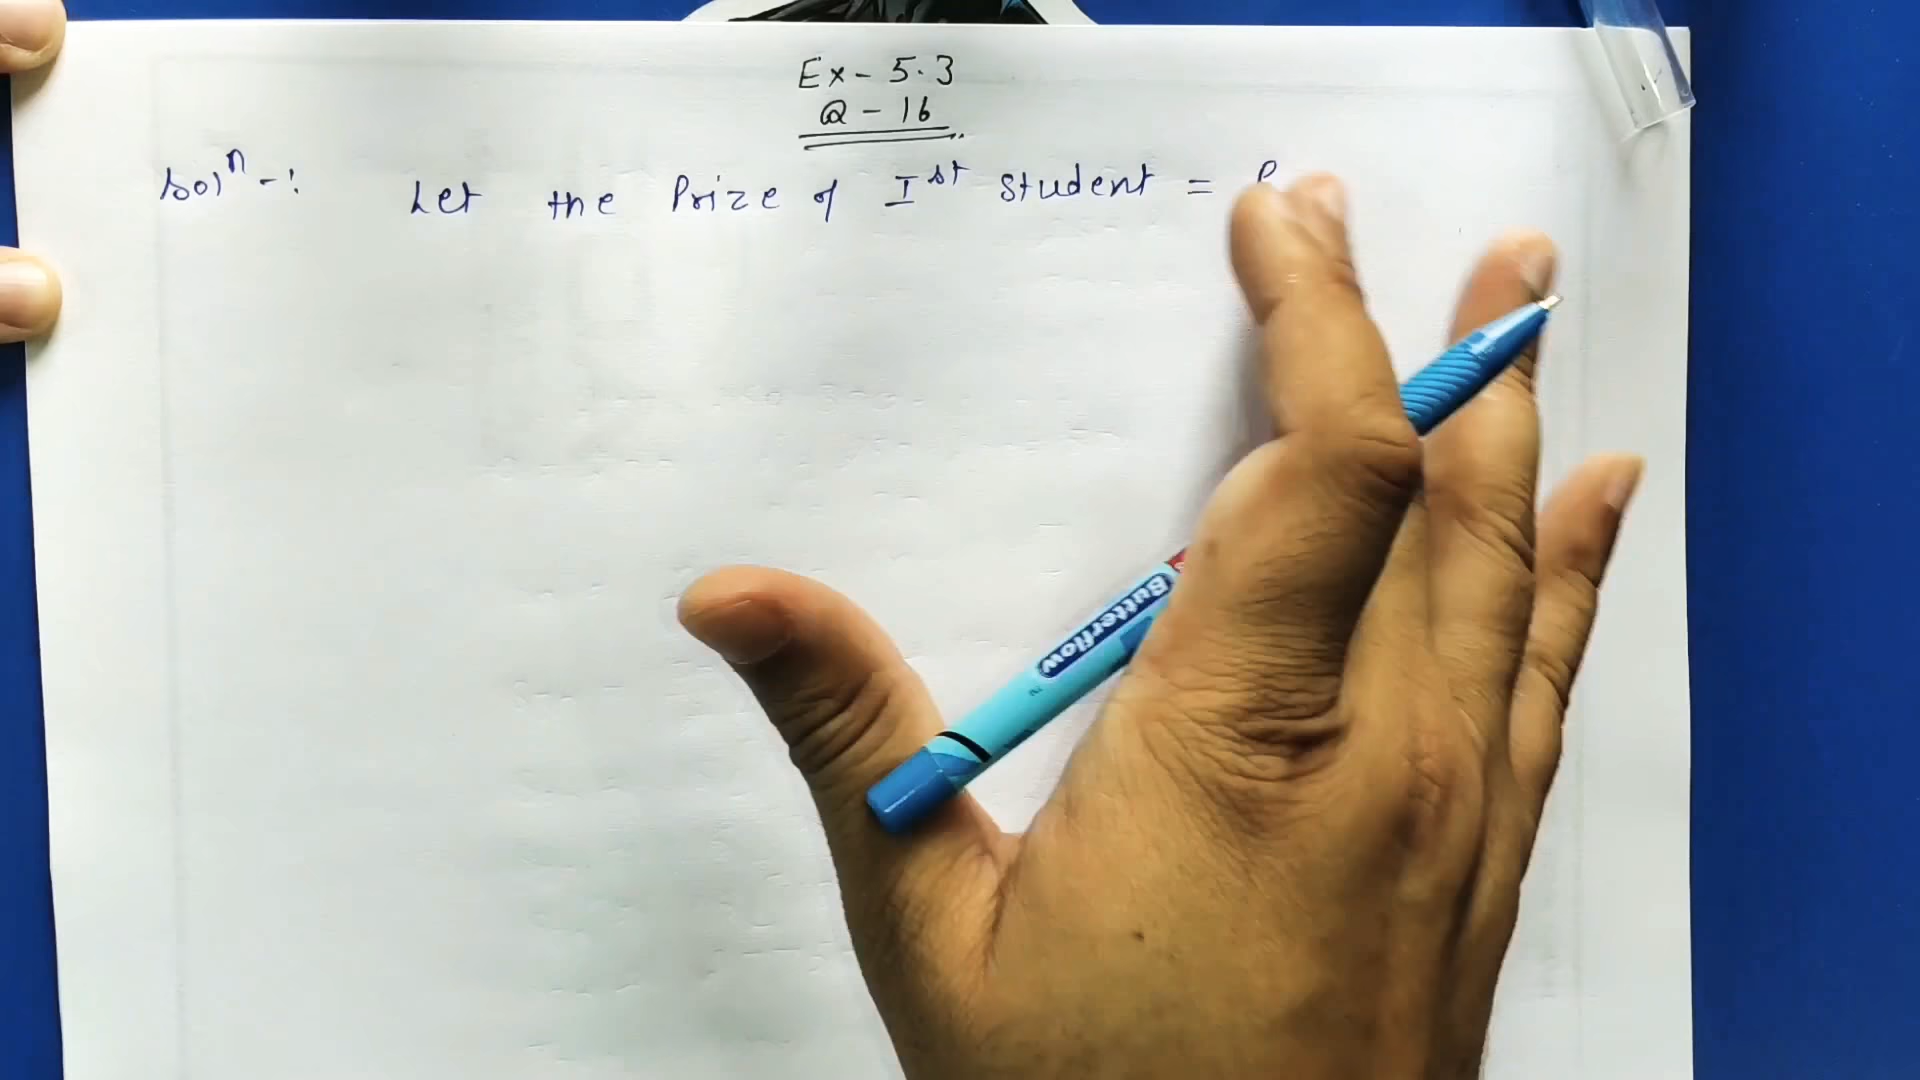 Ex - 5.3
Q - 16
Solⁿ -: Let the Prize of Iˢᵗ Student =
Butterflow